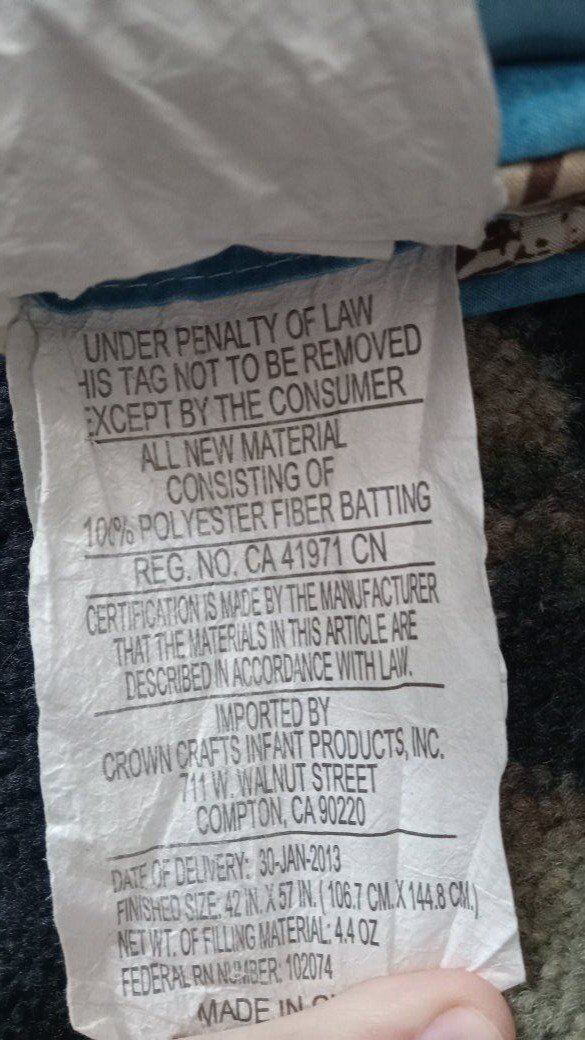 UNDER PENALTY OF LAW
HIS TAG NOT TO BE REMOVED
EXCEPT BY THE CONSUMER
ALL NEW MATERIAL
CONSISTING OF
100% POLYESTER FIBER BATTING
REG. NO. CA 41971 CN
CERTIFICATION IS MADE BY THE MANUFACTURER
THAT THE MATERIALS IN THIS ARTICLE ARE
DESCRIBED IN ACCORDANCE WITH LAW.
IMPORTED BY
CROWN CRAFTS INFANT PRODUCTS, INC.
711 W. WALNUT STREET
COMPTON, CA 90220
DATE OF DELIVERY: 30-JAN-2013
FINISHED SIZE: 42 IN. X 57 IN. (106.7 CM. X 144.8 CM.)
NET WT. OF FILLING MATERIAL: 4.4 OZ
FEDERAL RN NUMBER: 102074
MADE IN